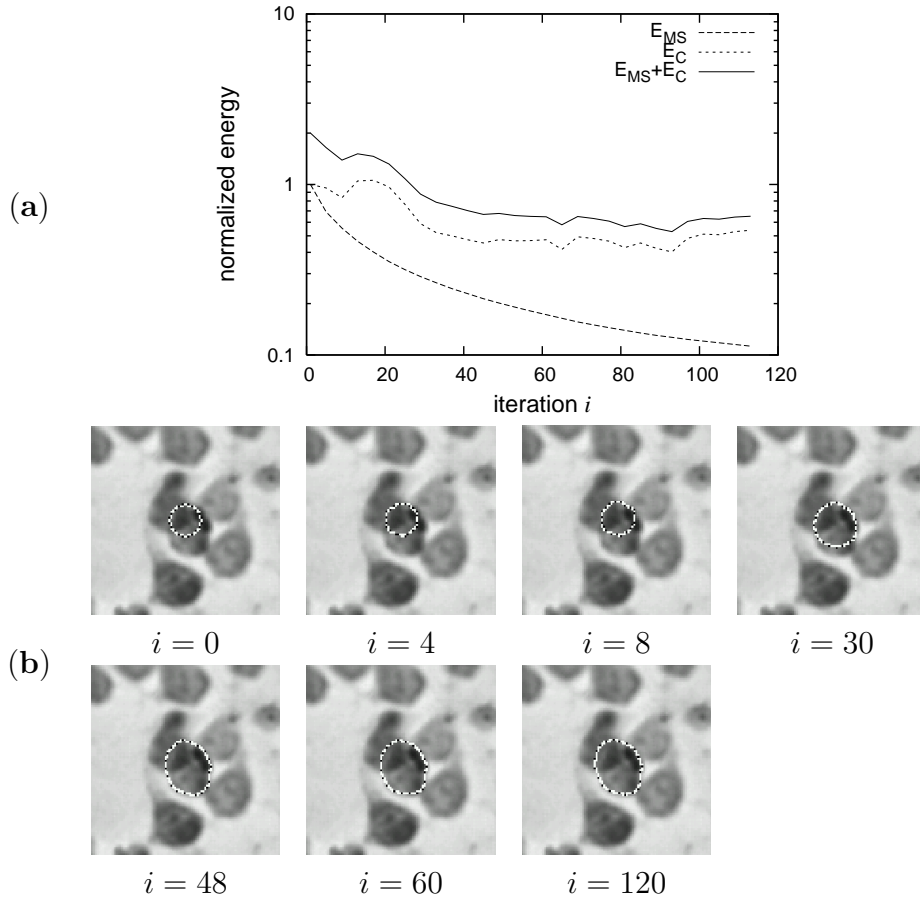 (a)
normalized energy
10
1
0.1
E_MS
E_C
E_MS+E_C
0 20 40 60 80 100 120
iteration i
(b)
i = 0 i = 4 i = 8 i = 30
i = 48 i = 60 i = 120